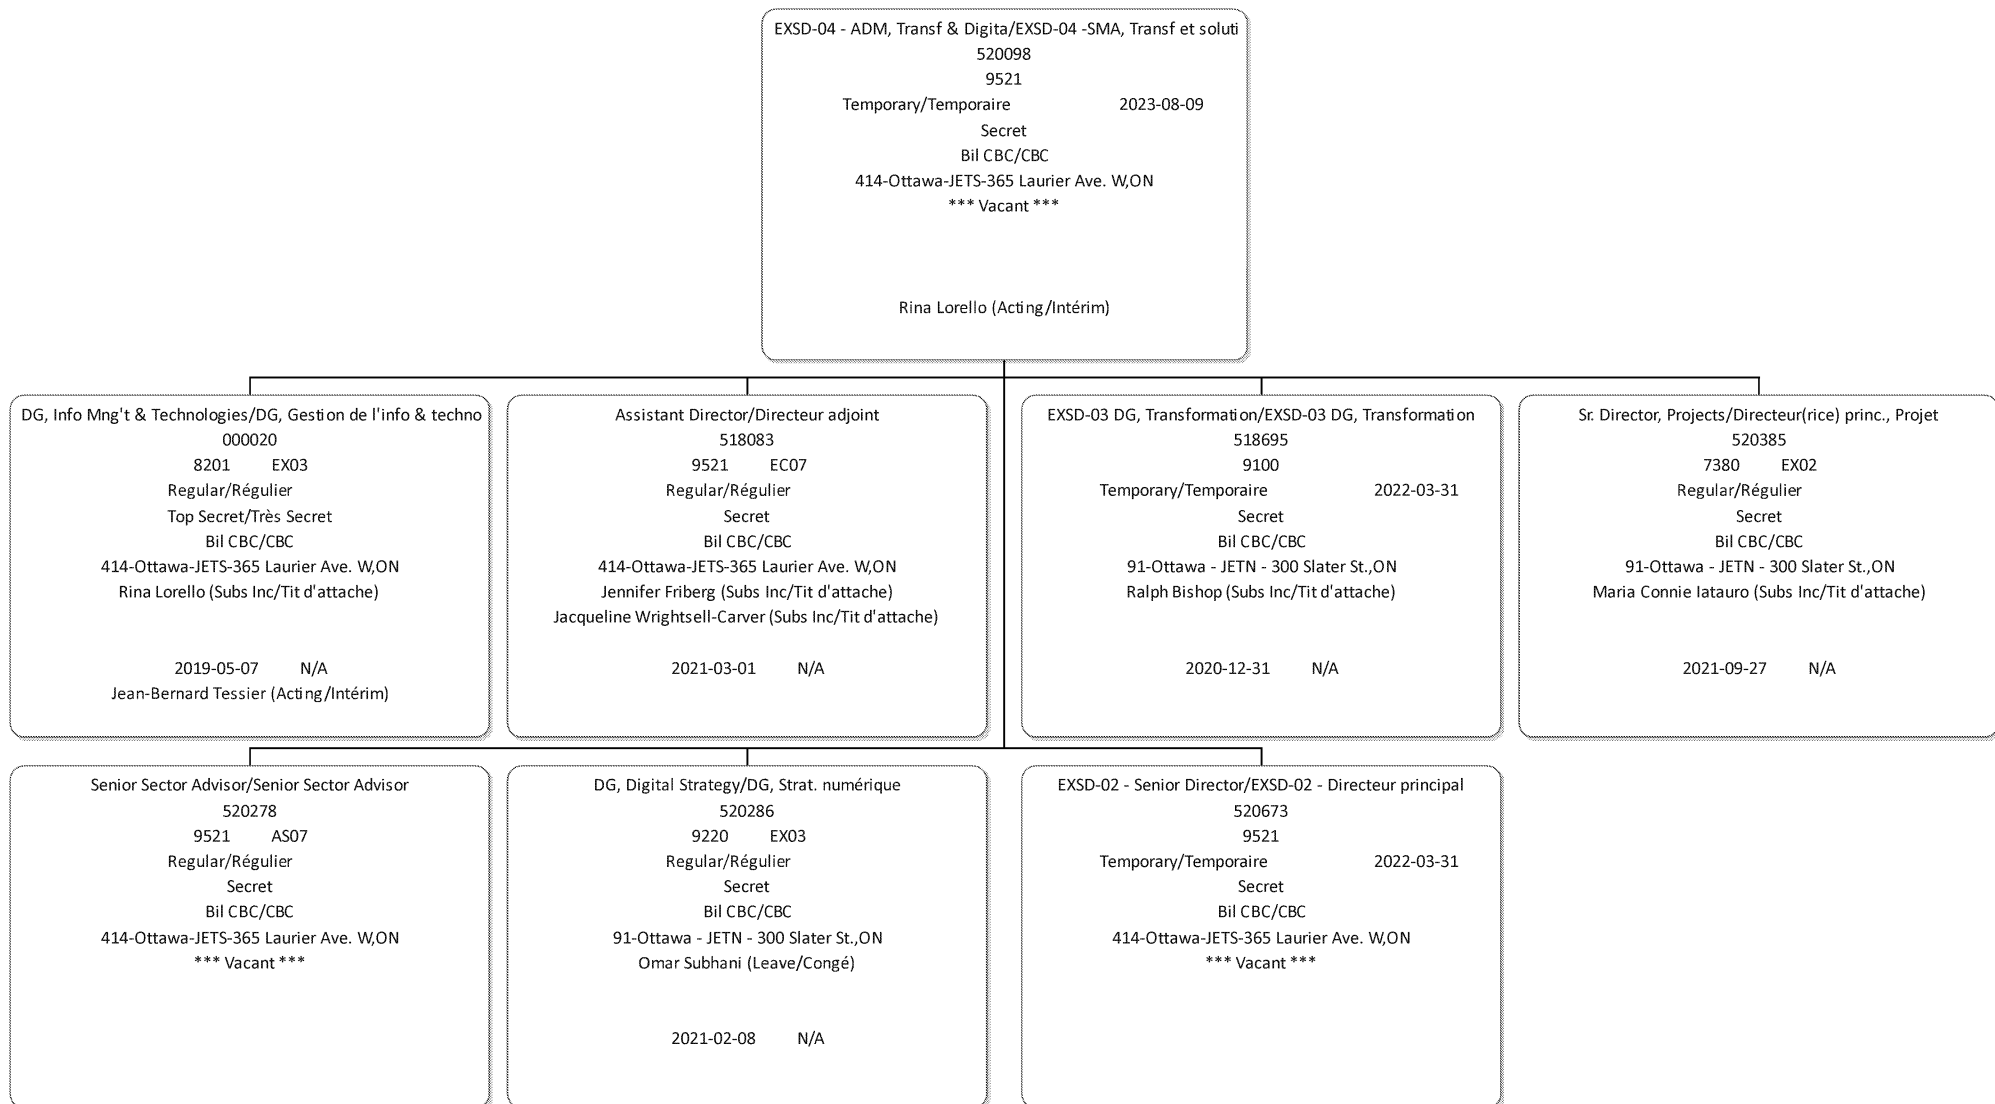 EXSD-04 - ADM, Transf & Digita/EXSD-04 -SMA, Transf et soluti
520098
9521
Temporary/Temporaire 2023-08-09
Secret
Bil CBC/CBC
414-Ottawa-JETS-365 Laurier Ave. W,ON
*** Vacant ***
Rina Lorello (Acting/Intérim)
DG, Info Mng't & Technologies/DG, Gestion de l'info & techno
000020
8201 EX03
Regular/Régulier
Top Secret/Très Secret
Bil CBC/CBC
414-Ottawa-JETS-365 Laurier Ave. W,ON
Rina Lorello (Subs Inc/Tit d'attache)
2019-05-07 N/A
Jean-Bernard Tessier (Acting/Intérim)
Assistant Director/Directeur adjoint
518083
9521 EC07
Regular/Régulier
Secret
Bil CBC/CBC
414-Ottawa-JETS-365 Laurier Ave. W,ON
Jennifer Friberg (Subs Inc/Tit d'attache)
Jacqueline Wrightsell-Carver (Subs Inc/Tit d'attache)
2021-03-01 N/A
EXSD-03 DG, Transformation/EXSD-03 DG, Transformation
518695
9100
Temporary/Temporaire 2022-03-31
Secret
Bil CBC/CBC
91-Ottawa - JETN - 300 Slater St.,ON
Ralph Bishop (Subs Inc/Tit d'attache)
2020-12-31 N/A
Sr. Director, Projects/Directeur(rice) princ., Projet
520385
7380 EX02
Regular/Régulier
Secret
Bil CBC/CBC
91-Ottawa - JETN - 300 Slater St.,ON
Maria Connie Iatauro (Subs Inc/Tit d'attache)
2021-09-27 N/A
Senior Sector Advisor/Senior Sector Advisor
520278
9521 AS07
Regular/Régulier
Secret
Bil CBC/CBC
414-Ottawa-JETS-365 Laurier Ave. W,ON
*** Vacant ***
DG, Digital Strategy/DG, Strat. numérique
520286
9220 EX03
Regular/Régulier
Secret
Bil CBC/CBC
91-Ottawa - JETN - 300 Slater St.,ON
Omar Subhani (Leave/Congé)
2021-02-08 N/A
EXSD-02 - Senior Director/EXSD-02 - Directeur principal
520673
9521
Temporary/Temporaire 2022-03-31
Secret
Bil CBC/CBC
414-Ottawa-JETS-365 Laurier Ave. W,ON
*** Vacant ***